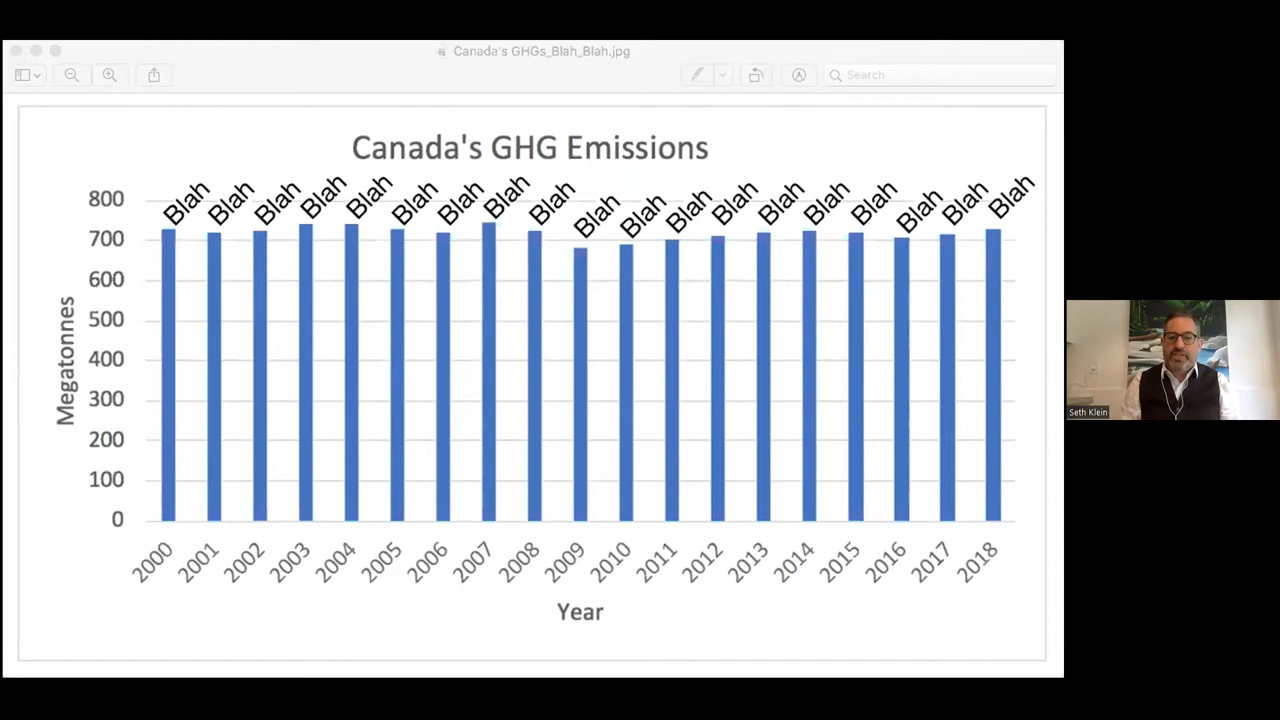 Canada's GHGs_Blah_Blah.jpg
Search
Canada's GHG Emissions
Blah Blah Blah Blah Blah Blah Blah Blah Blah Blah Blah Blah Blah Blah Blah Blah Blah Blah Blah
800
700
600
500
400
300
200
100
0
Megatonnes
2000 2001 2002 2003 2004 2005 2006 2007 2008 2009 2010 2011 2012 2013 2014 2015 2016 2017 2018
Year
Seth Klein